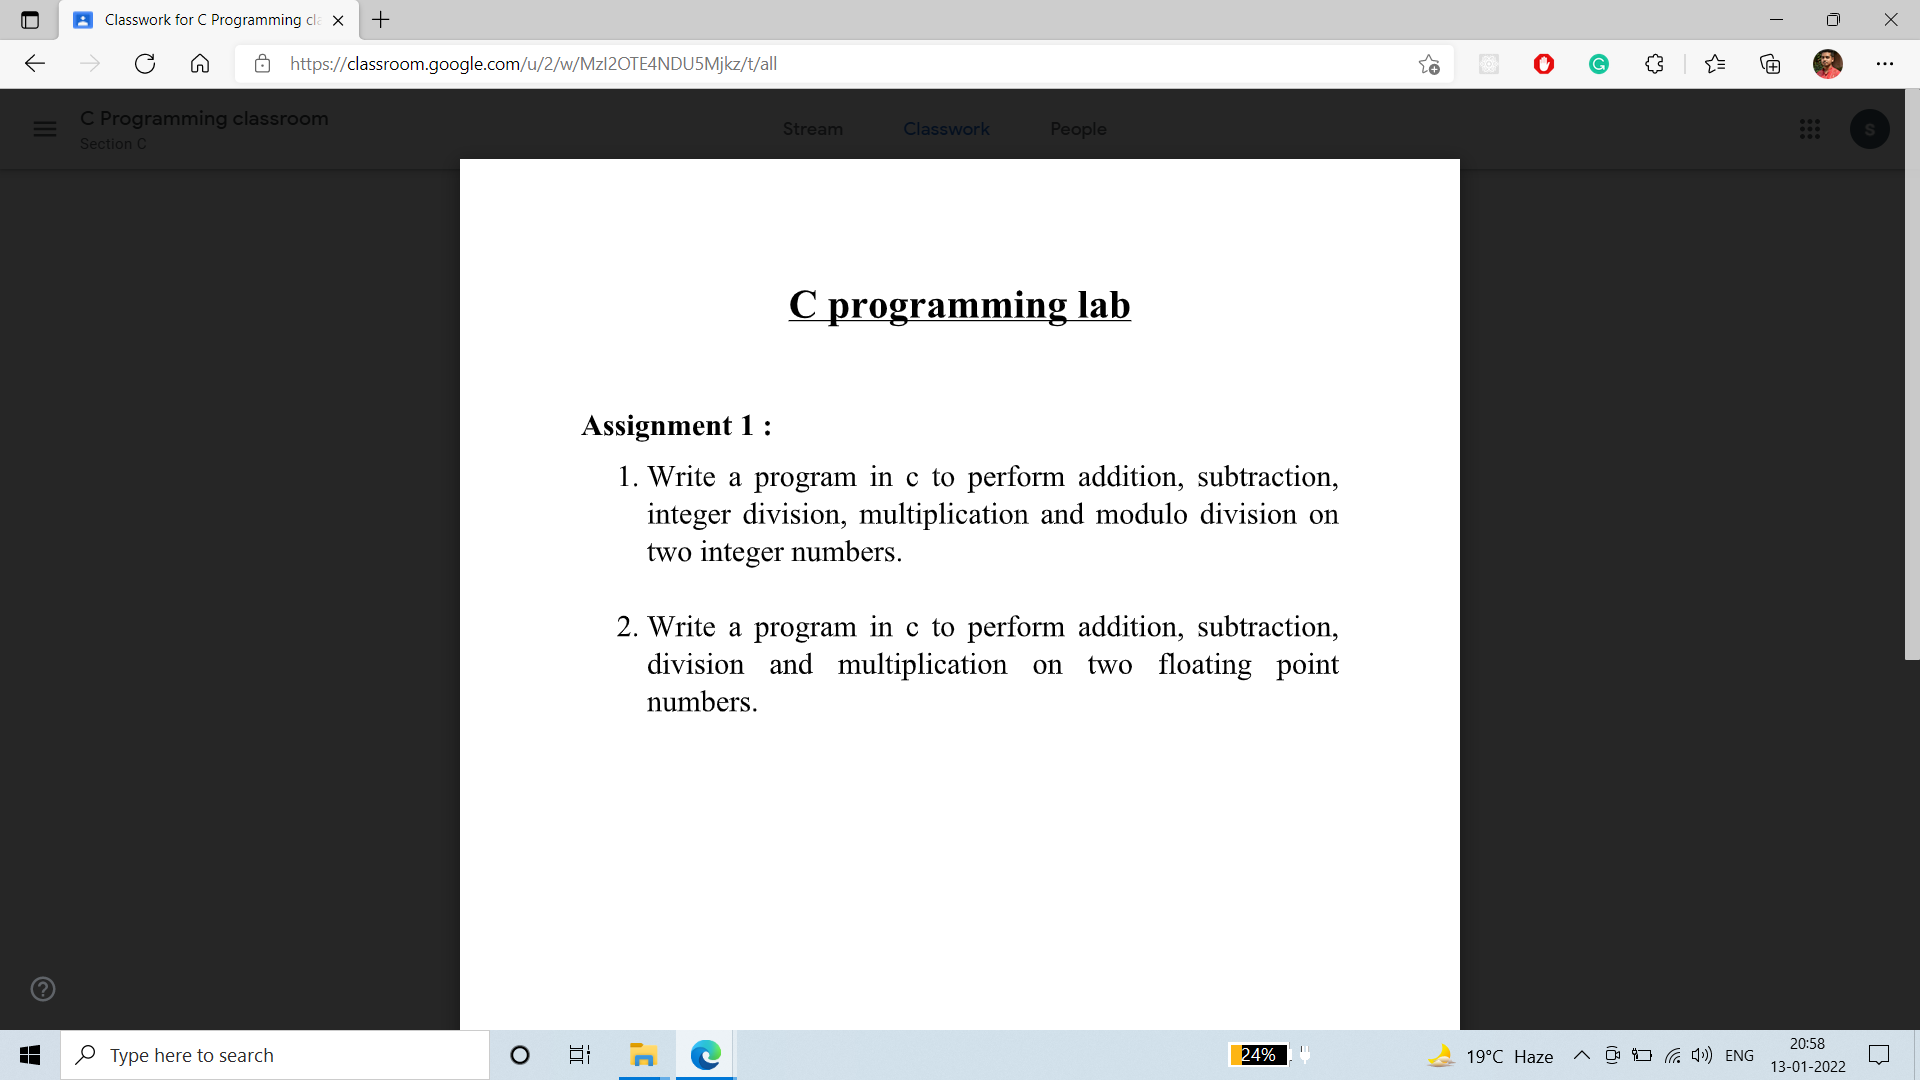 Classwork for C Programming cl
https://classroom.google.com/u/2/w/MzI2OTE4NDU5Mjkz/t/all
C Programming classroom
Section C
Stream
Classwork
People
S
C programming lab
Assignment 1 :
1. Write a program in c to perform addition, subtraction,
integer division, multiplication and modulo division on
two integer numbers.
2. Write a program in c to perform addition, subtraction,
division and multiplication on two floating point
numbers.
Type here to search
24%
19°C Haze
ENG
20:58
13-01-2022